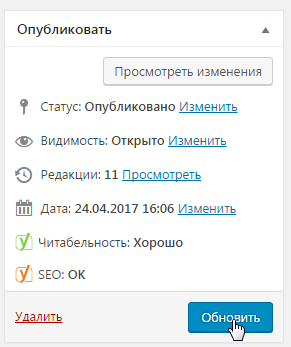 Опубликовать
Просмотреть изменения
Статус: Опубликовано Изменить
Видимость: Открыто Изменить
Редакции: 11 Просмотреть
Дата: 24.04.2017 16:06 Изменить
Читабельность: Хорошо
SEO: OK
Удалить Обновить